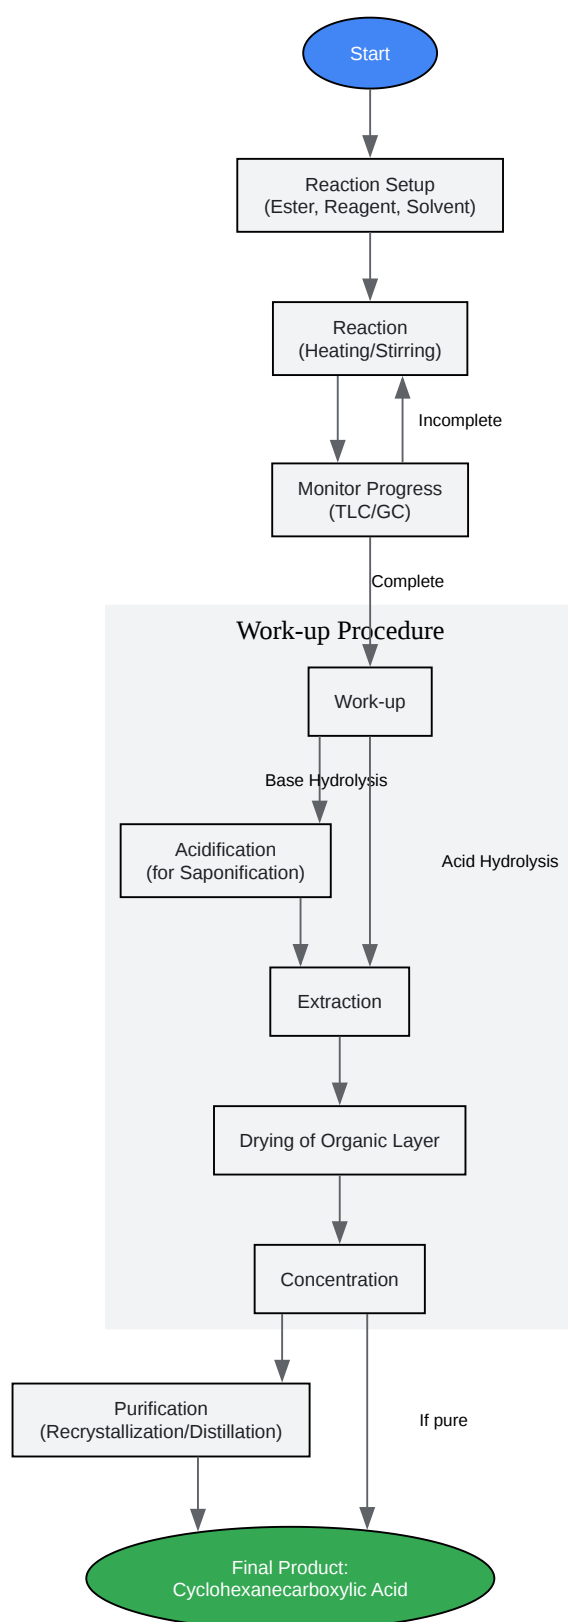 Start
Reaction Setup
(Ester, Reagent, Solvent)
Reaction
(Heating/Stirring)
Incomplete
Monitor Progress
(TLC/GC)
Complete
Work-up Procedure
Work-up
Base Hydrolysis
Acidification
(for Saponification)
Acid Hydrolysis
Extraction
Drying of Organic Layer
Concentration
Purification
(Recrystallization/Distillation)
If pure
Final Product:
Cyclohexanecarboxylic Acid